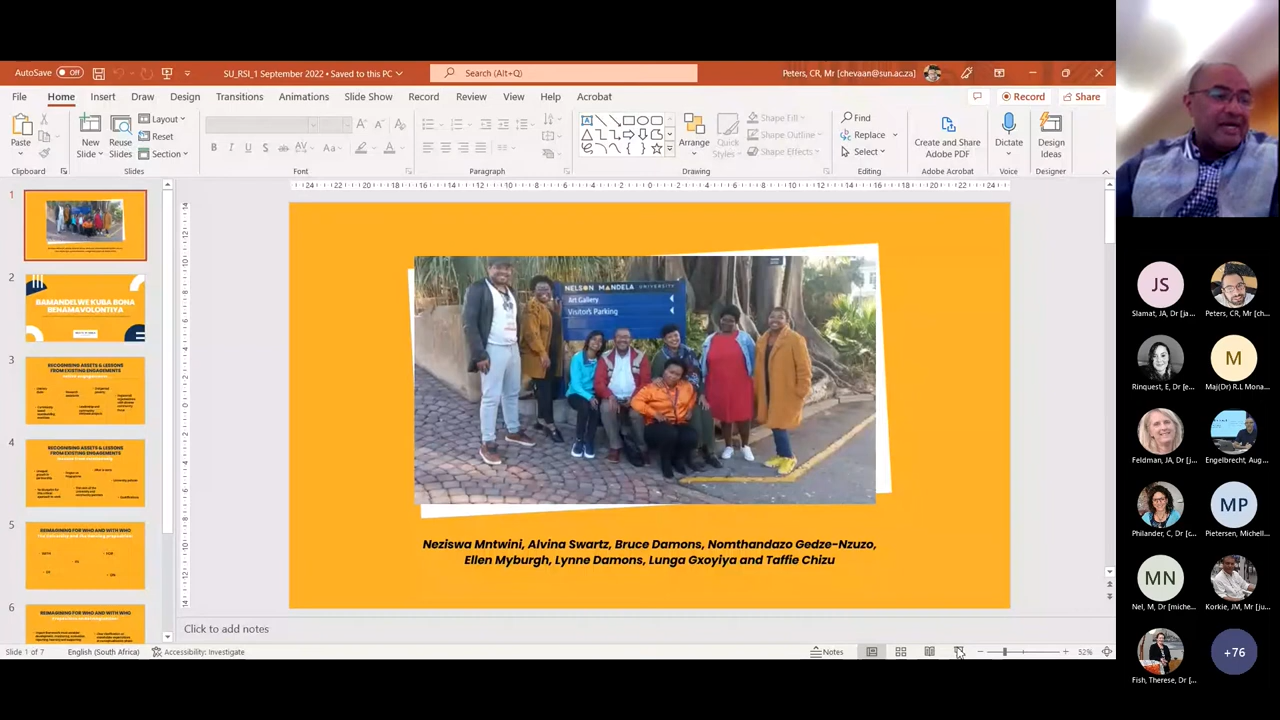 AutoSave Off
SU_RSI_1 September 2022 • Saved to this PC
Search (Alt+Q)
Peters, CR, Mr [chevaan@sun.ac.za]
File Home Insert Draw Design Transitions Animations Slide Show Record Review View Help Acrobat
Record Share
Paste
New Slide
Reuse Slides
Layout
Reset
Section
Arrange
Quick Styles
Shape Fill
Shape Outline
Shape Effects
Find
Replace
Select
Create and Share Adobe PDF
Dictate
Design Ideas
Clipboard Slides Font Paragraph Drawing Editing Adobe Acrobat Voice Designer
1
2
BAMANDELWE KUBA BONA
BENAMAVOLONTIYA
3
RECOGNISING ASSETS & LESSONS
FROM EXISTING ENGAGEMENTS
4
RECOGNISING ASSETS & LESSONS
FROM EXISTING ENGAGEMENTS
5
REIMAGINING FOR WHO AND WITH WHO
6
REIMAGINING FOR WHO AND WITH WHO
NELSON MANDELA UNIVERSITY
Art Gallery
Visitor's Parking
Neziswa Mntwini, Alvina Swartz, Bruce Damons, Nomthandazo Gedze-Nzuzo,
Ellen Myburgh, Lynne Damons, Lunga Gxoyiya and Taffie Chizu
Click to add notes
Slide 1 of 7 English (South Africa) Accessibility: Investigate Notes 52%
JS
Slamat, JA, Dr [ja...
Peters, CR, Mr [ch...
Rinquest, E, Dr [e...
M
Maj(Dr) R.L Mona...
Feldman, JA, Dr [j...
Engelbrecht, Aug...
Philander, C, Dr [...
MP
Pietersen, Michell...
MN
Nel, M, Dr [miche...
Korkie, JM, Mr [ju...
Fish, Therese, Dr [...
+76